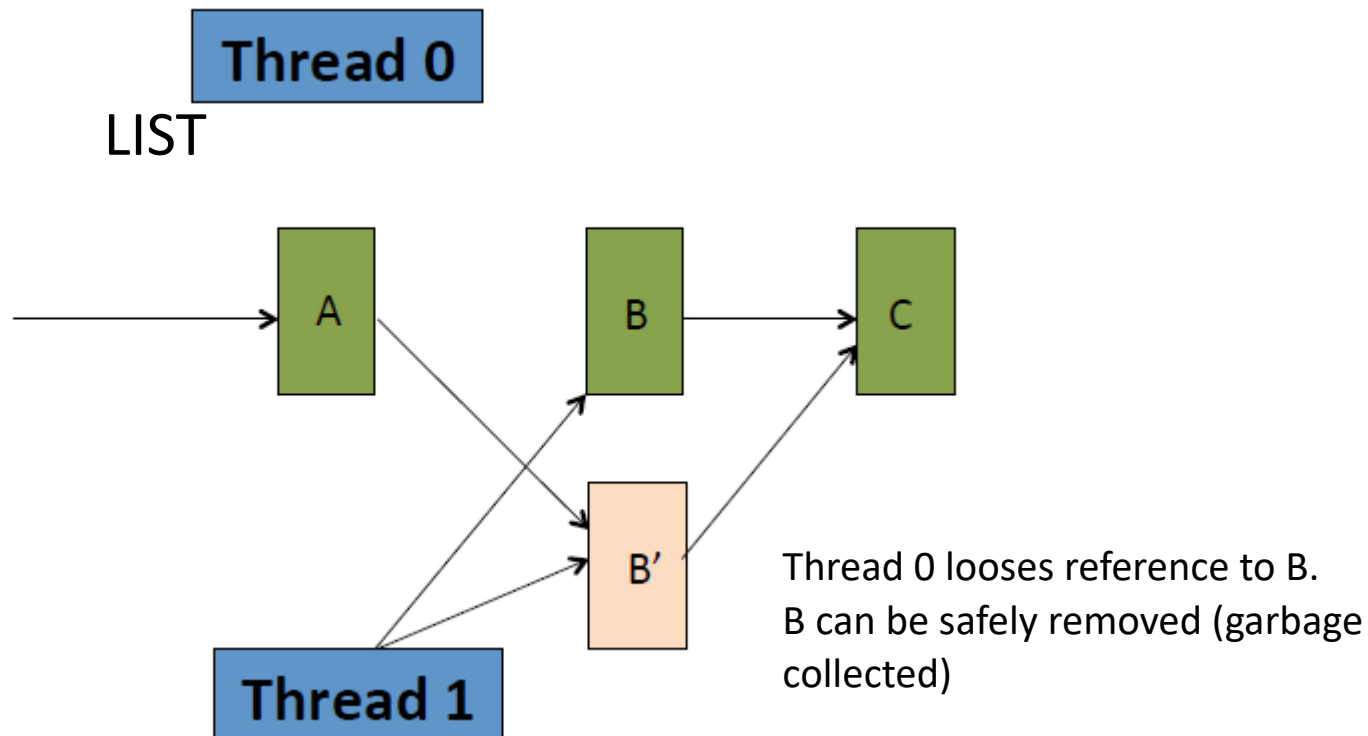 Thread 0
LIST
A
B
C
B’
Thread 0 looses reference to B.
B can be safely removed (garbage
collected)
Thread 1